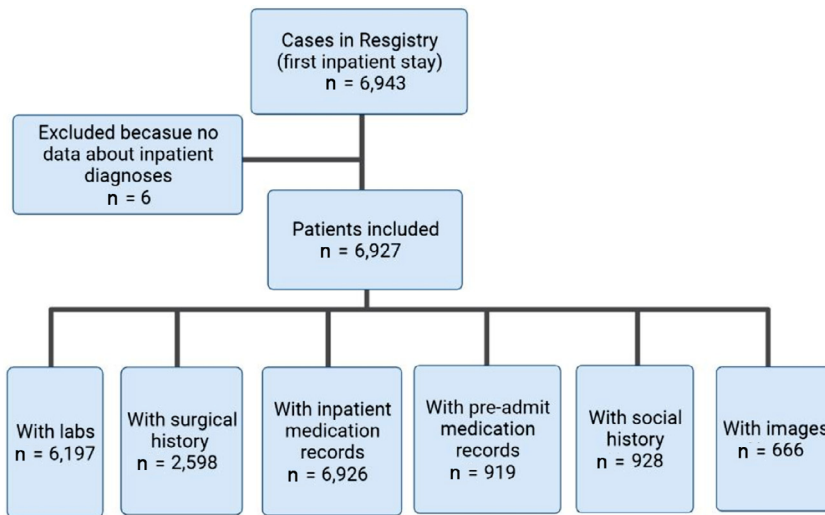 Cases in Resgistry
(first inpatient stay)
n = 6,943
Excluded becasue no
data about inpatient
diagnoses
n = 6
Patients included
n = 6,927
With labs
n = 6,197
With surgical
history
n = 2,598
With inpatient
medication
records
n = 6,926
With pre-admit
medication
records
n = 919
With social
history
n = 928
With images
n = 666